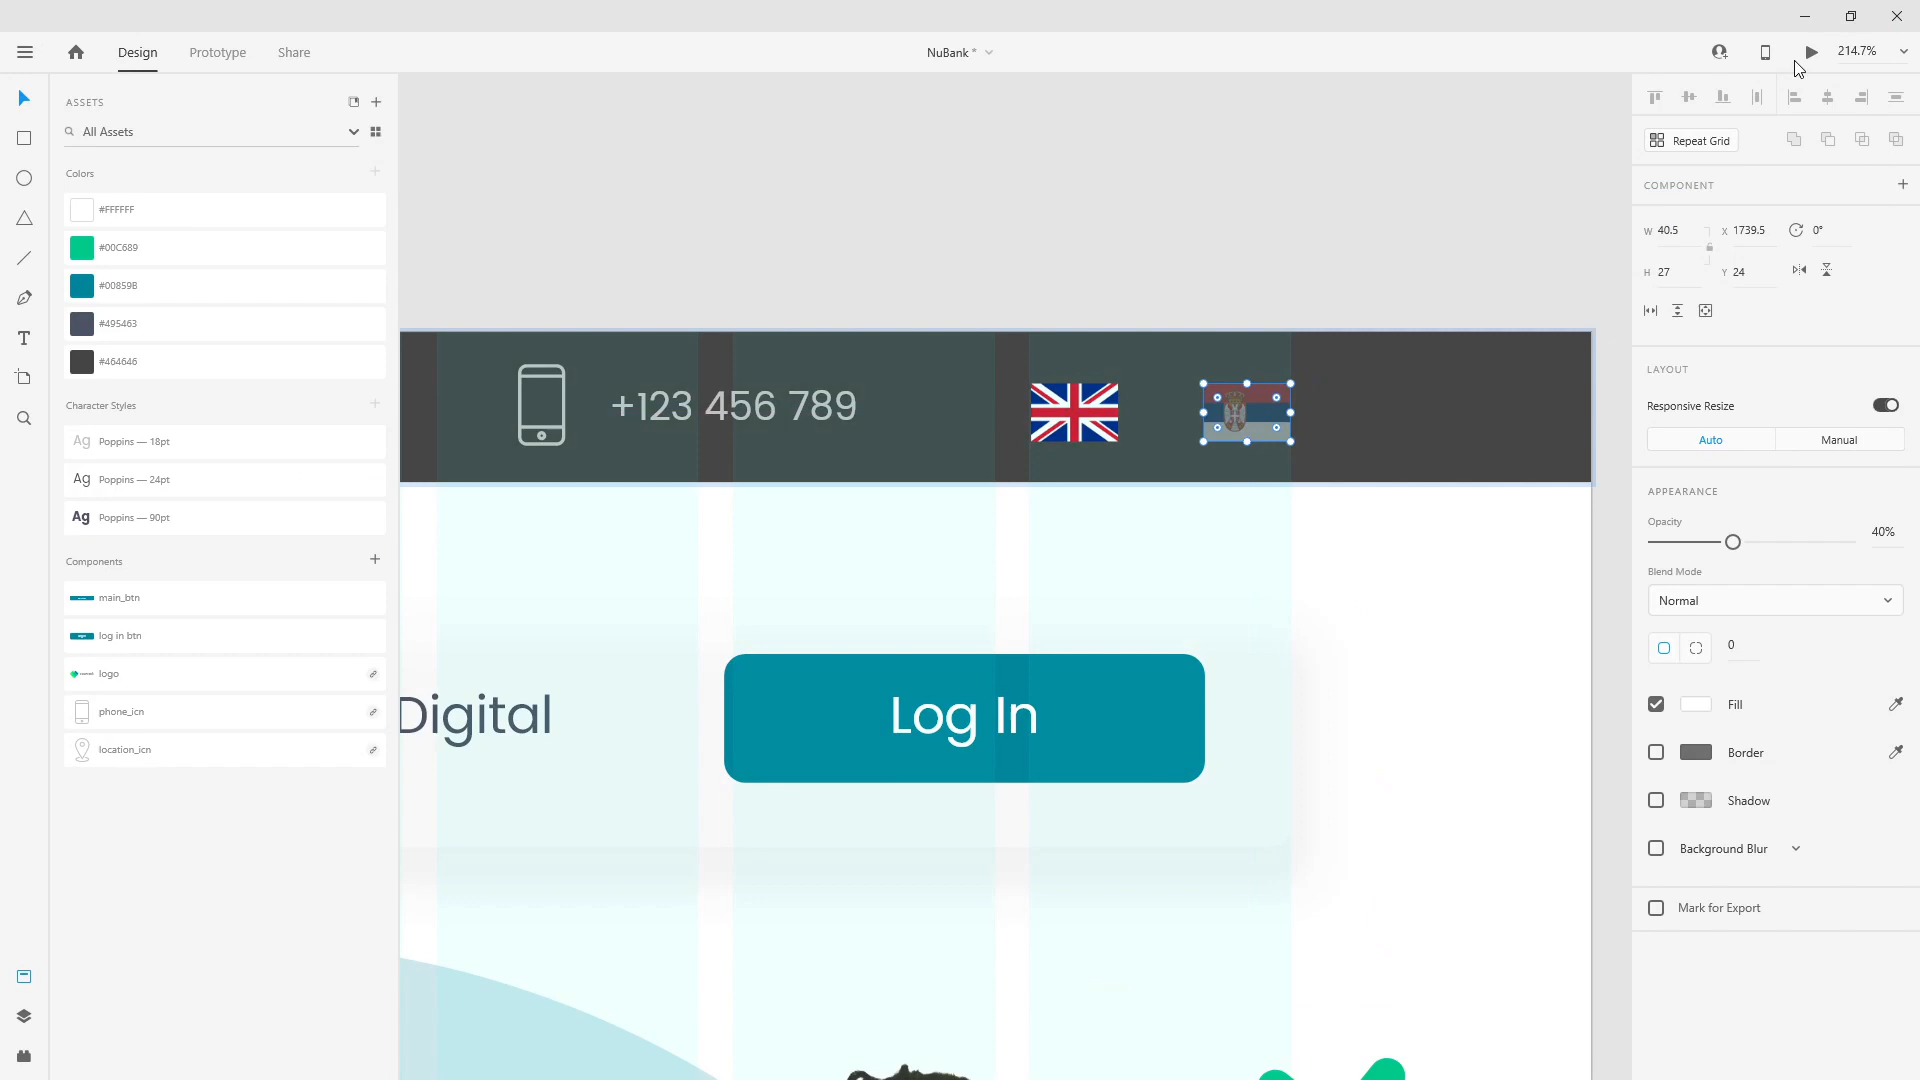 Design
Prototype
Share
NuBank *
214.7%
ASSETS
All Assets
Colors
#FFFFFF
#00C689
#00859B
#495463
#464646
Character Styles
Ag Poppins — 18pt
Ag Poppins — 24pt
Ag Poppins — 90pt
Components
main_btn
log in btn
logo
phone_icn
location_icn
+123 456 789
Digital
Log In
Repeat Grid
COMPONENT
W 40.5
X 1739.5
0°
H 27
Y 24
LAYOUT
Responsive Resize
Auto
Manual
APPEARANCE
Opacity
40%
Blend Mode
Normal
0
Fill
Border
Shadow
Background Blur
Mark for Export